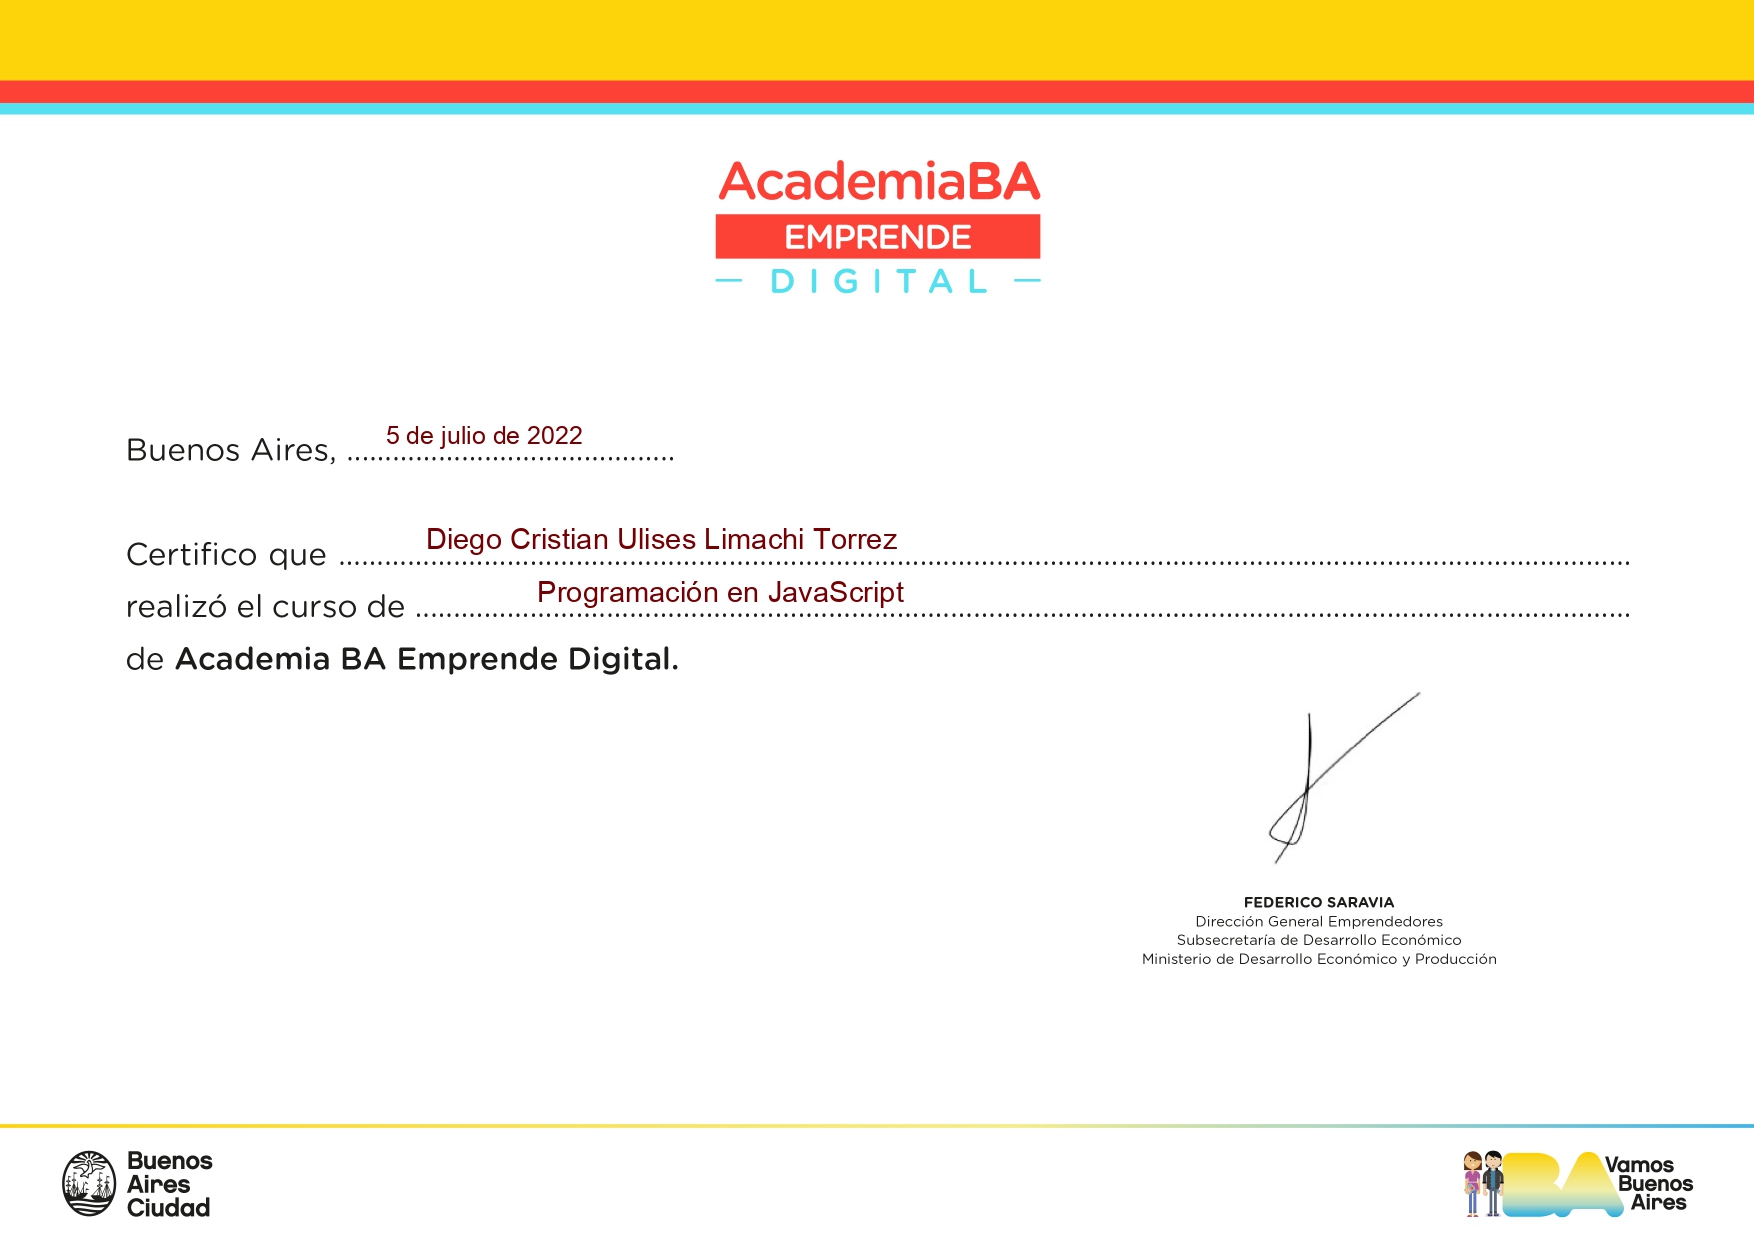 AcademiaBA
EMPRENDE
DIGITAL
Buenos Aires, 5 de julio de 2022
Certifico que Diego Cristian Ulises Limachi Torrez
realizó el curso de Programación en JavaScript
de Academia BA Emprende Digital.
FEDERICO SARAVIA
Dirección General Emprendedores
Subsecretaría de Desarrollo Económico
Ministerio de Desarrollo Económico y Producción
Buenos
Aires
Ciudad
BA
Vamos
Buenos
Aires